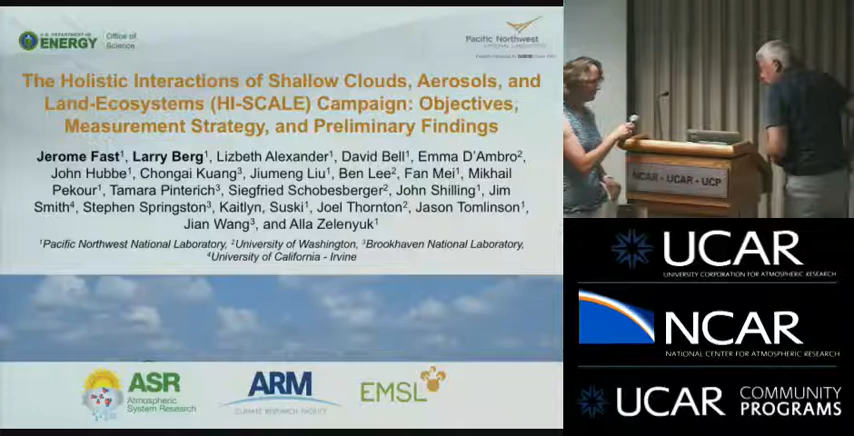 U.S. DEPARTMENT OF
ENERGY
Office of
Science
Pacific Northwest
NATIONAL LABORATORY
The Holistic Interactions of Shallow Clouds, Aerosols, and
Land-Ecosystems (HI-SCALE) Campaign: Objectives,
Measurement Strategy, and Preliminary Findings
Jerome Fast¹, Larry Berg¹, Lizbeth Alexander¹, David Bell¹, Emma D'Ambro²,
John Hubbe¹, Chongai Kuang³, Jiumeng Liu¹, Ben Lee², Fan Mei¹, Mikhail
Pekour¹, Tamara Pinterich³, Siegfried Schobesberger², John Shilling¹, Jim
Smith⁴, Stephen Springston³, Kaitlyn, Suski¹, Joel Thornton², Jason Tomlinson¹,
Jian Wang³, and Alla Zelenyuk¹
¹Pacific Northwest National Laboratory, ²University of Washington, ³Brookhaven National Laboratory,
⁴University of California - Irvine
ASR
Atmospheric
System Research
ARM
CLIMATE RESEARCH FACILITY
EMSL
NCAR - UCAR - UCP
UCAR
UNIVERSITY CORPORATION FOR ATMOSPHERIC RESEARCH
NCAR
NATIONAL CENTER FOR ATMOSPHERIC RESEARCH
UCAR COMMUNITY
PROGRAMS